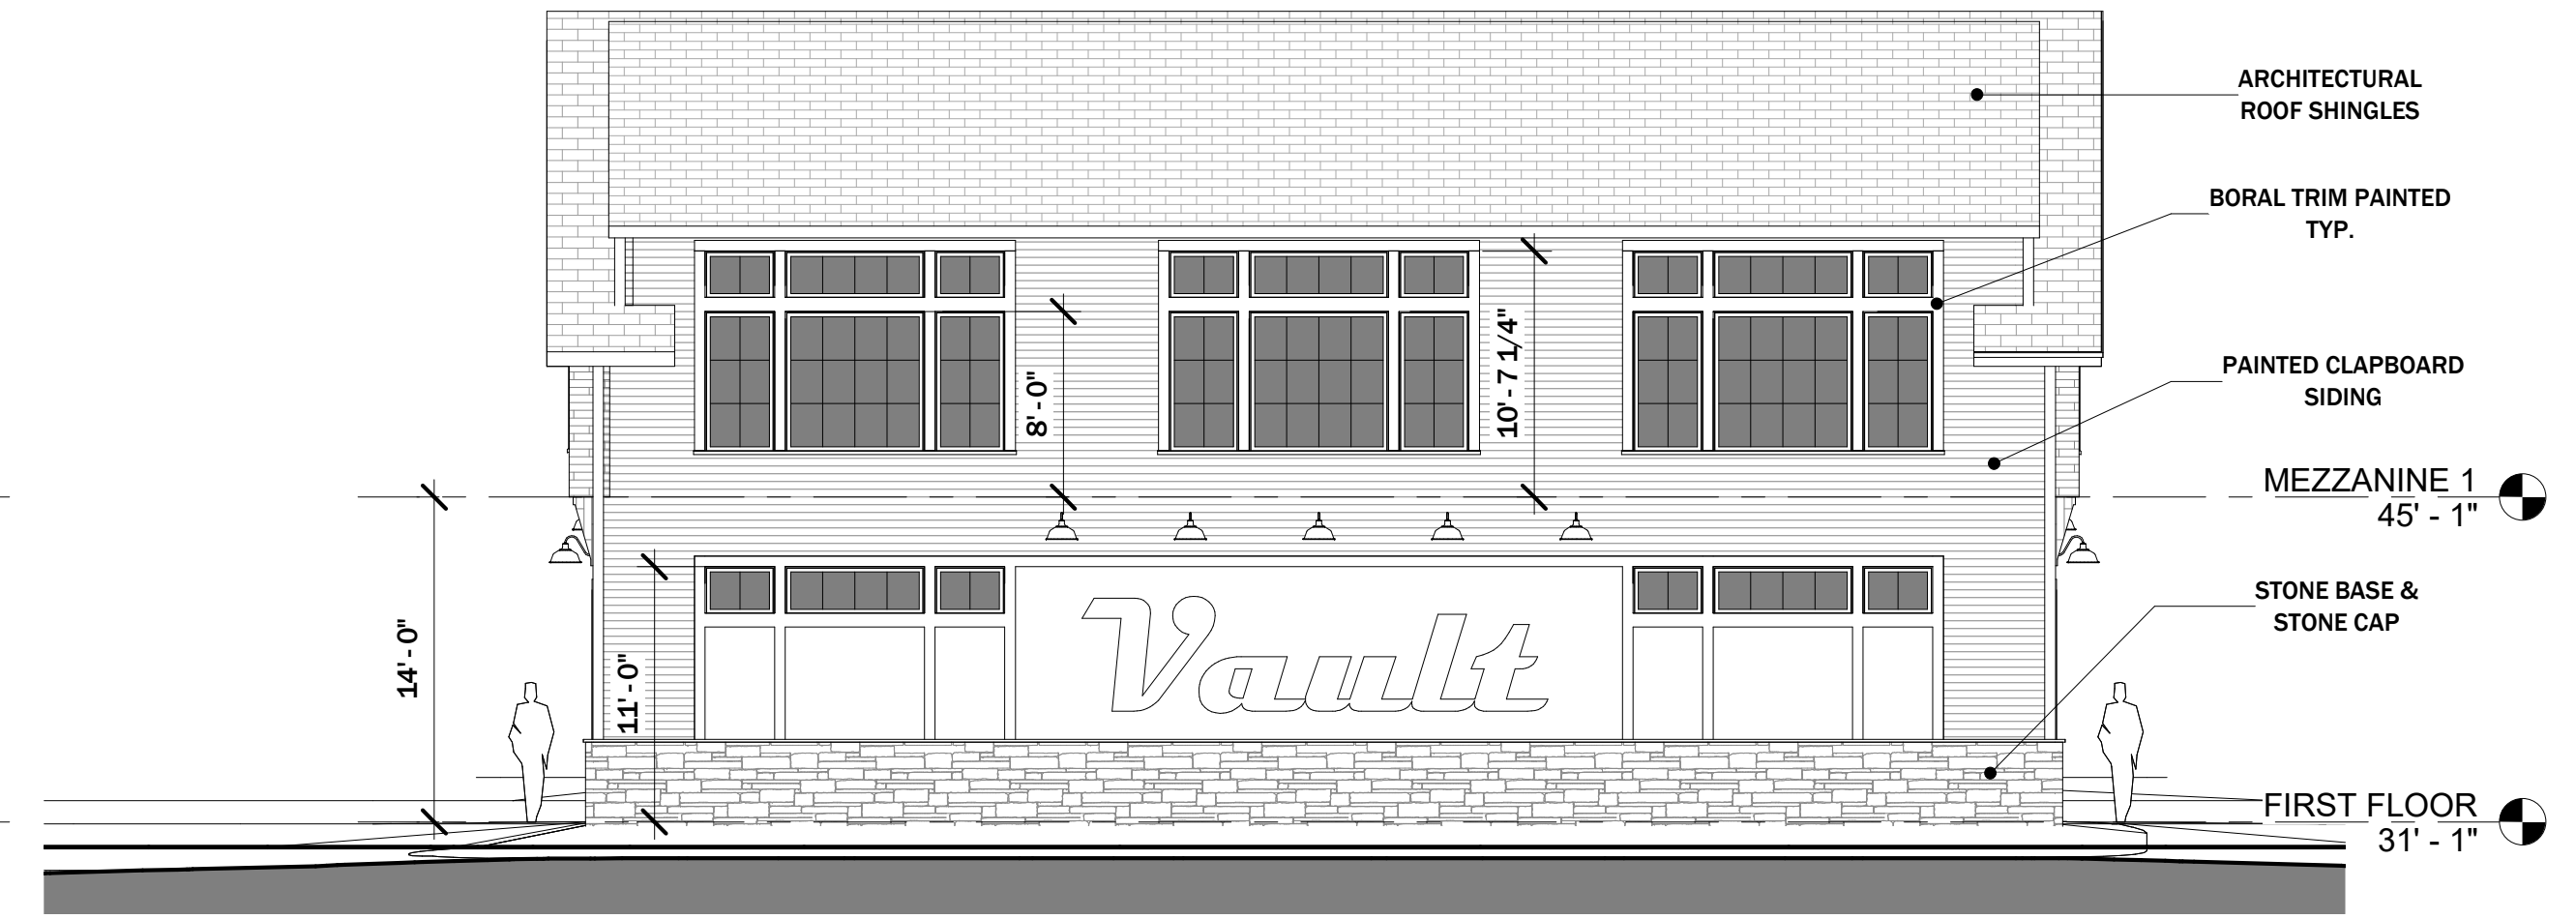 ARCHITECTURAL
ROOF SHINGLES
BORAL TRIM PAINTED
TYP.
10'- 7 1/4"
8'- 0"
PAINTED CLAPBOARD
SIDING
MEZZANINE 1
45' - 1"
STONE BASE &
STONE CAP
14'- 0"
11'- 0"
Vault
FIRST FLOOR
31' - 1"